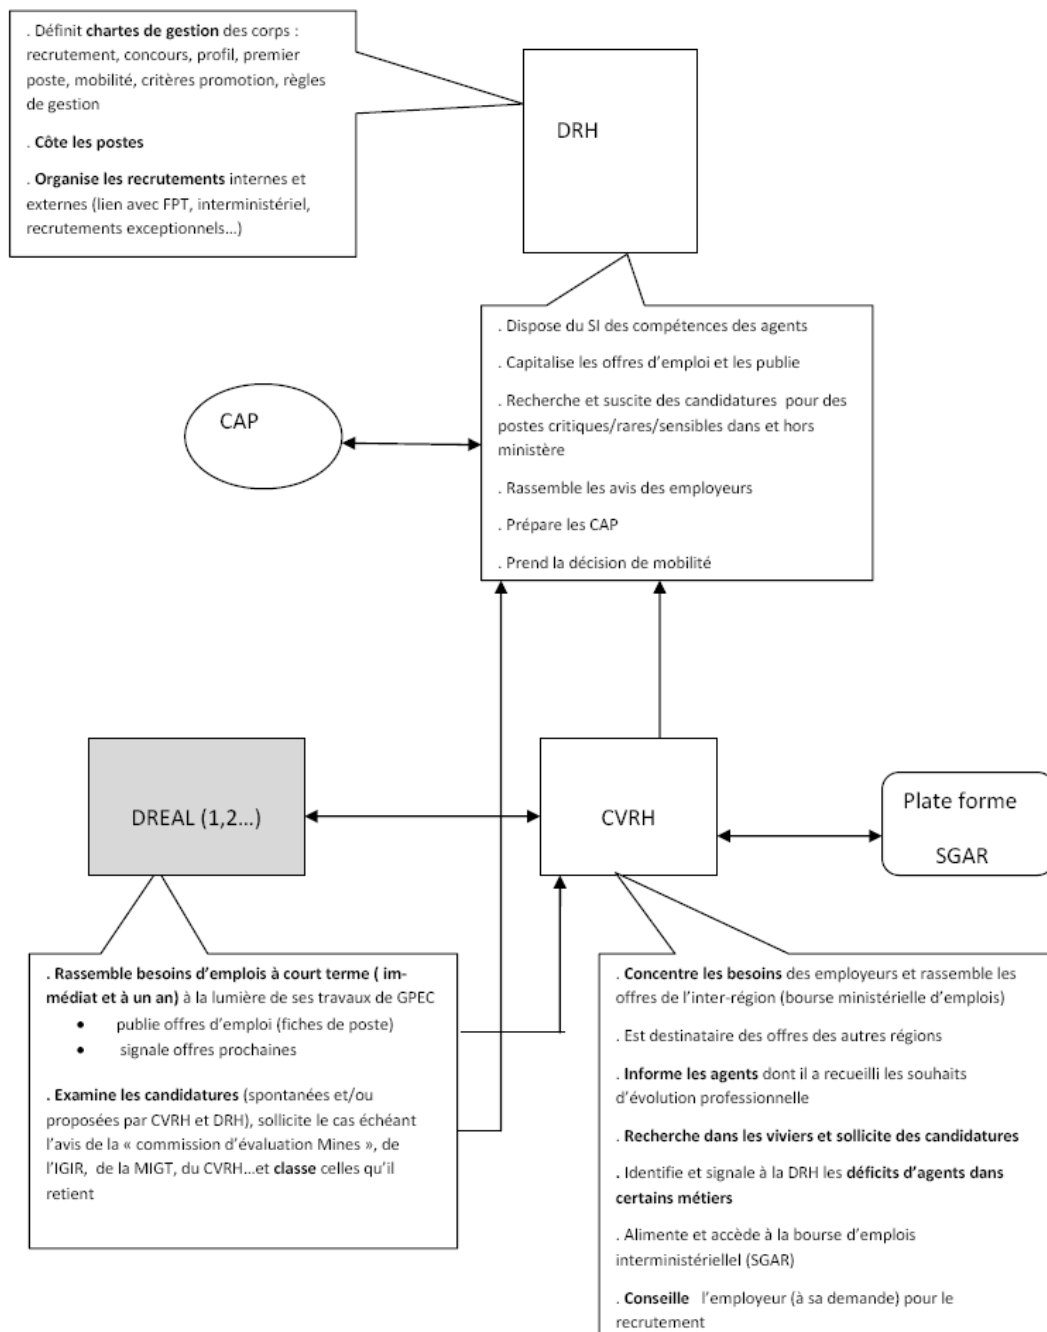 . Définit chartes de gestion des corps :
recrutement, concours, profil, premier
poste, mobilité, critères promotion, règles
de gestion
. Côte les postes
. Organise les recrutements internes et
externes (lien avec FPT, interministériel,
recrutements exceptionnels…)
DRH
. Dispose du SI des compétences des agents
. Capitalise les offres d'emploi et les publie
. Recherche et suscite des candidatures pour des
postes critiques/rares/sensibles dans et hors
ministère
. Rassemble les avis des employeurs
. Prépare les CAP
. Prend la décision de mobilité
CAP
DREAL (1,2…)
CVRH
Plate forme
SGAR
. Rassemble besoins d'emplois à court terme ( im-
médiat et à un an) à la lumière de ses travaux de GPEC
• publie offres d'emploi (fiches de poste)
• signale offres prochaines
. Examine les candidatures (spontanées et/ou
proposées par CVRH et DRH), sollicite le cas échéant
l'avis de la « commission d'évaluation Mines », de
l'IGIR, de la MIGT, du CVRH…et classe celles qu'il
retient
. Concentre les besoins des employeurs et rassemble les
offres de l'inter-région (bourse ministérielle d'emplois)
. Est destinataire des offres des autres régions
. Informe les agents dont il a recueilli les souhaits
d'évolution professionnelle
. Recherche dans les viviers et sollicite des candidatures
. Identifie et signale à la DRH les déficits d'agents dans
certains métiers
. Alimente et accède à la bourse d'emplois
interministériellel (SGAR)
. Conseille l'employeur (à sa demande) pour le
recrutement